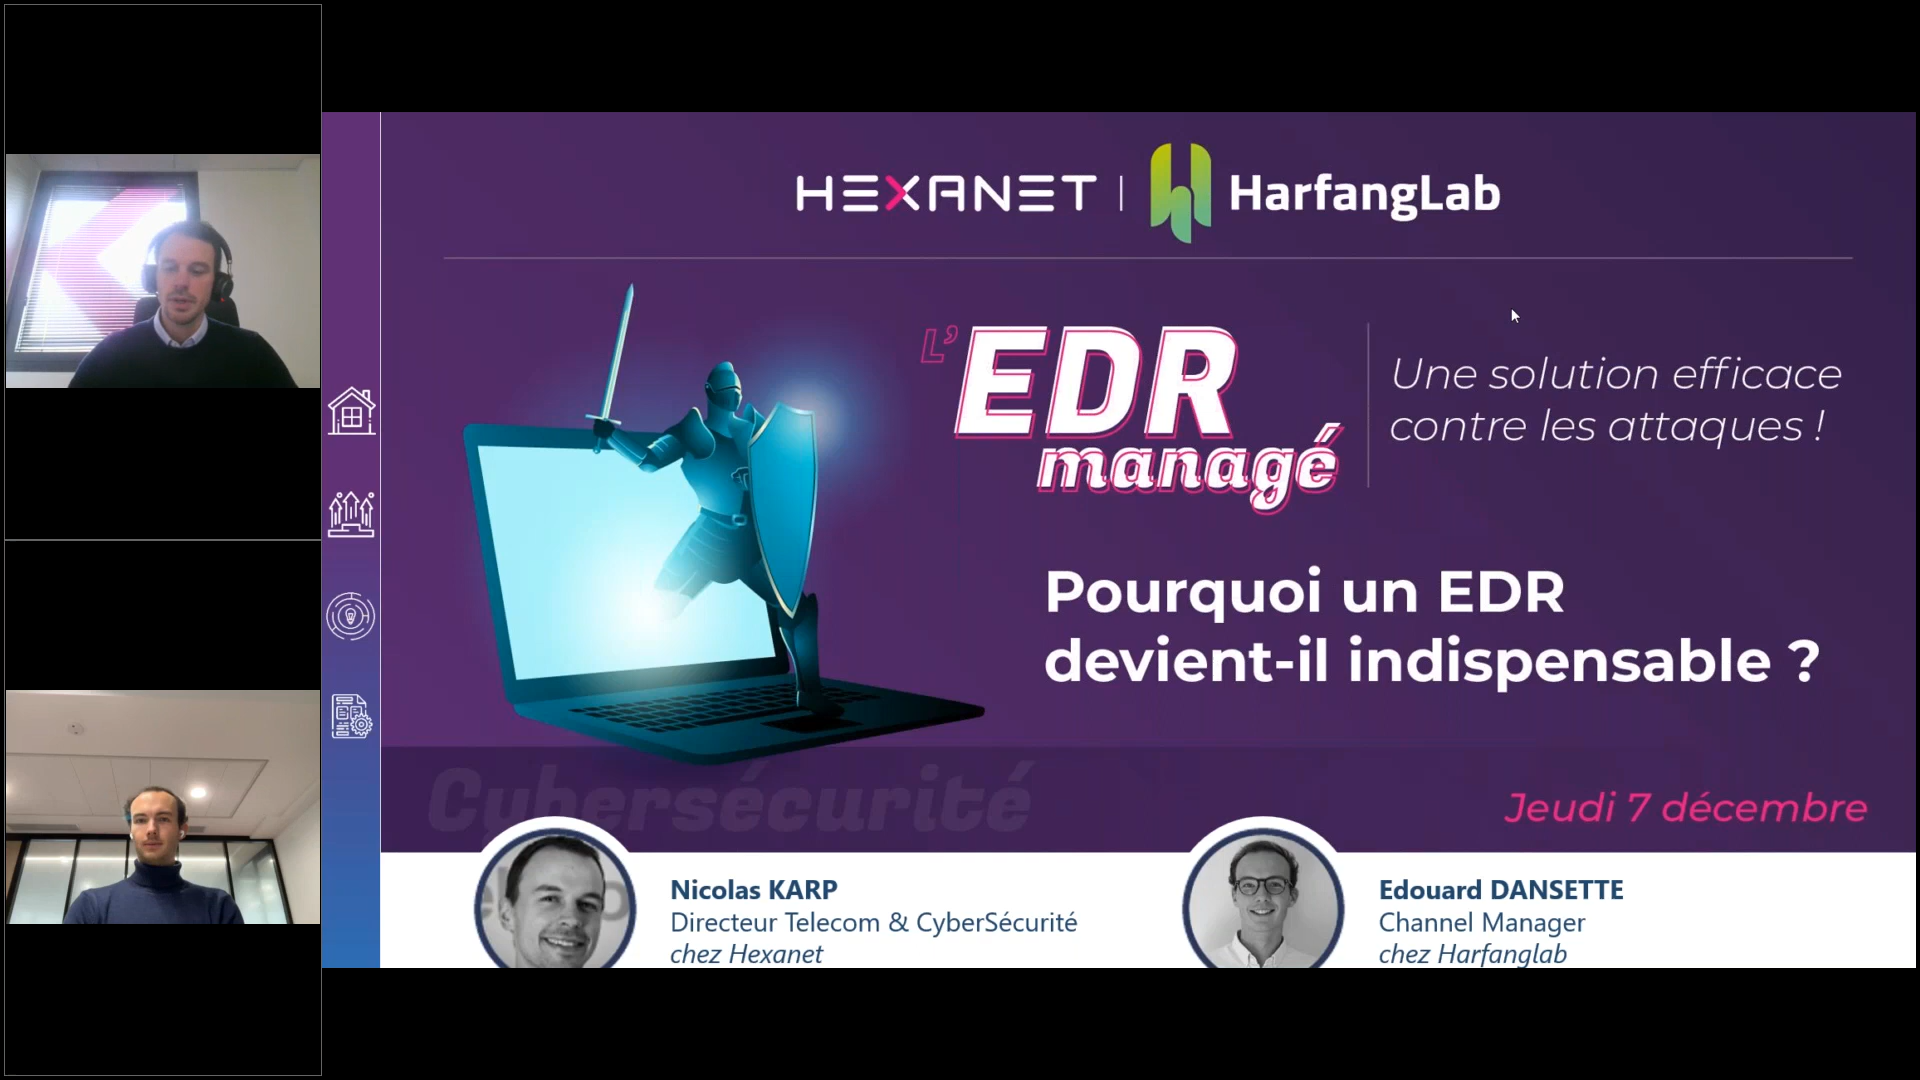 HEXANET | HarfangLab
L'EDR
managé
Une solution efficace
contre les attaques !
Pourquoi un EDR
devient-il indispensable ?
Cybersécurité
Jeudi 7 décembre
Nicolas KARP
Directeur Telecom & CyberSécurité
chez Hexanet
Edouard DANSETTE
Channel Manager
chez Harfanglab